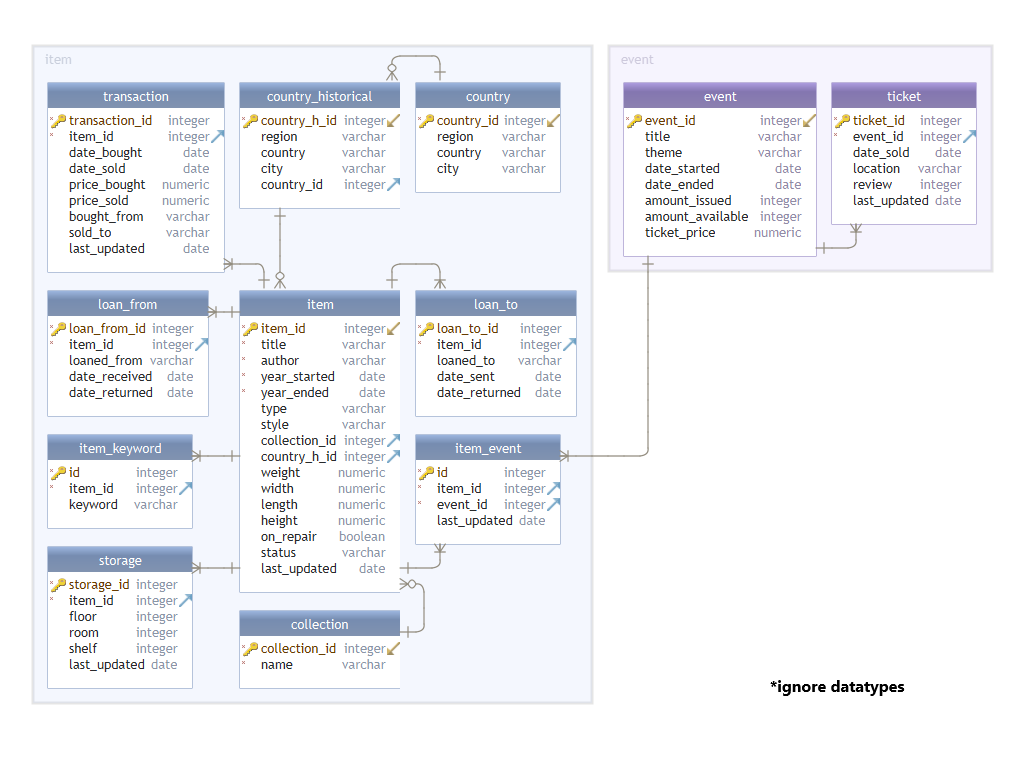 item
event
transaction
transaction_id integer
item_id integer
date_bought date
date_sold date
price_bought numeric
price_sold numeric
bought_from varchar
sold_to varchar
last_updated date
country_historical
country_h_id integer
region varchar
country varchar
city varchar
country_id integer
country
country_id integer
region varchar
country varchar
city varchar
event
event_id integer
title varchar
theme varchar
date_started date
date_ended date
amount_issued integer
amount_available integer
ticket_price numeric
ticket
ticket_id integer
event_id integer
date_sold date
location varchar
review integer
last_updated date
loan_from
loan_from_id integer
item_id integer
loaned_from varchar
date_received date
date_returned date
item
item_id integer
title varchar
author varchar
year_started date
year_ended date
type varchar
style varchar
collection_id integer
country_h_id integer
weight numeric
width numeric
length numeric
height numeric
on_repair boolean
status varchar
last_updated date
loan_to
loan_to_id integer
item_id integer
loaned_to varchar
date_sent date
date_returned date
item_keyword
id integer
item_id integer
keyword varchar
item_event
id integer
item_id integer
event_id integer
last_updated date
storage
storage_id integer
item_id integer
floor integer
room integer
shelf integer
last_updated date
collection
collection_id integer
name varchar
*ignore datatypes